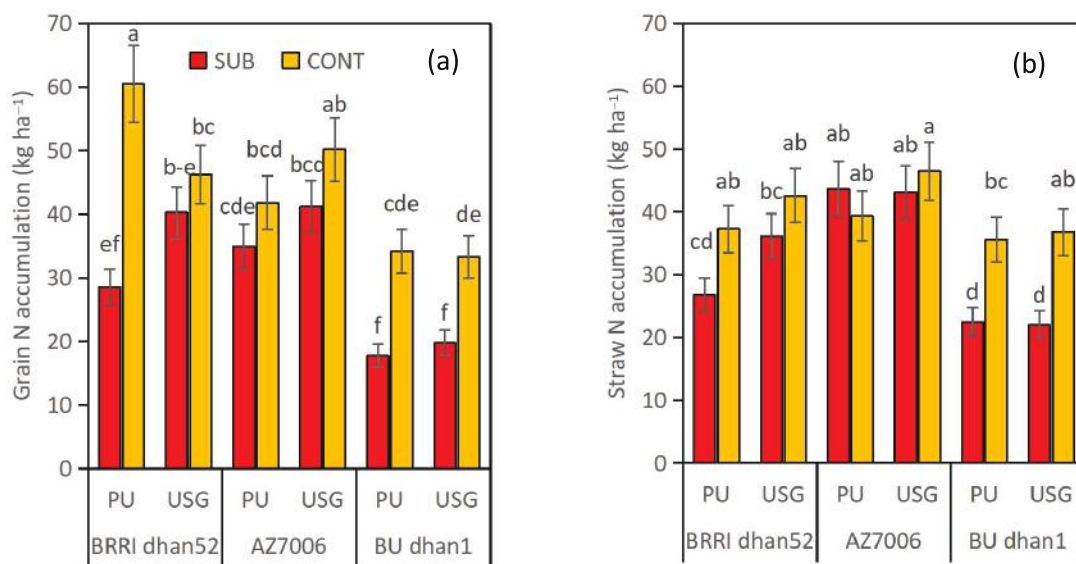 Grain N accumulation (kg ha⁻¹)
70
60
50
40
30
20
10
0
SUB CONT
(a)
ef a b-e bc cde bcd bcd ab f cde f de
PU USG PU USG PU USG
BRRI dhan52 AZ7006 BU dhan1
Straw N accumulation (kg ha⁻¹)
70
60
50
40
30
20
10
0
(b)
cd ab bc ab ab ab ab a d bc d ab
PU USG PU USG PU USG
BRRI dhan52 AZ7006 BU dhan1